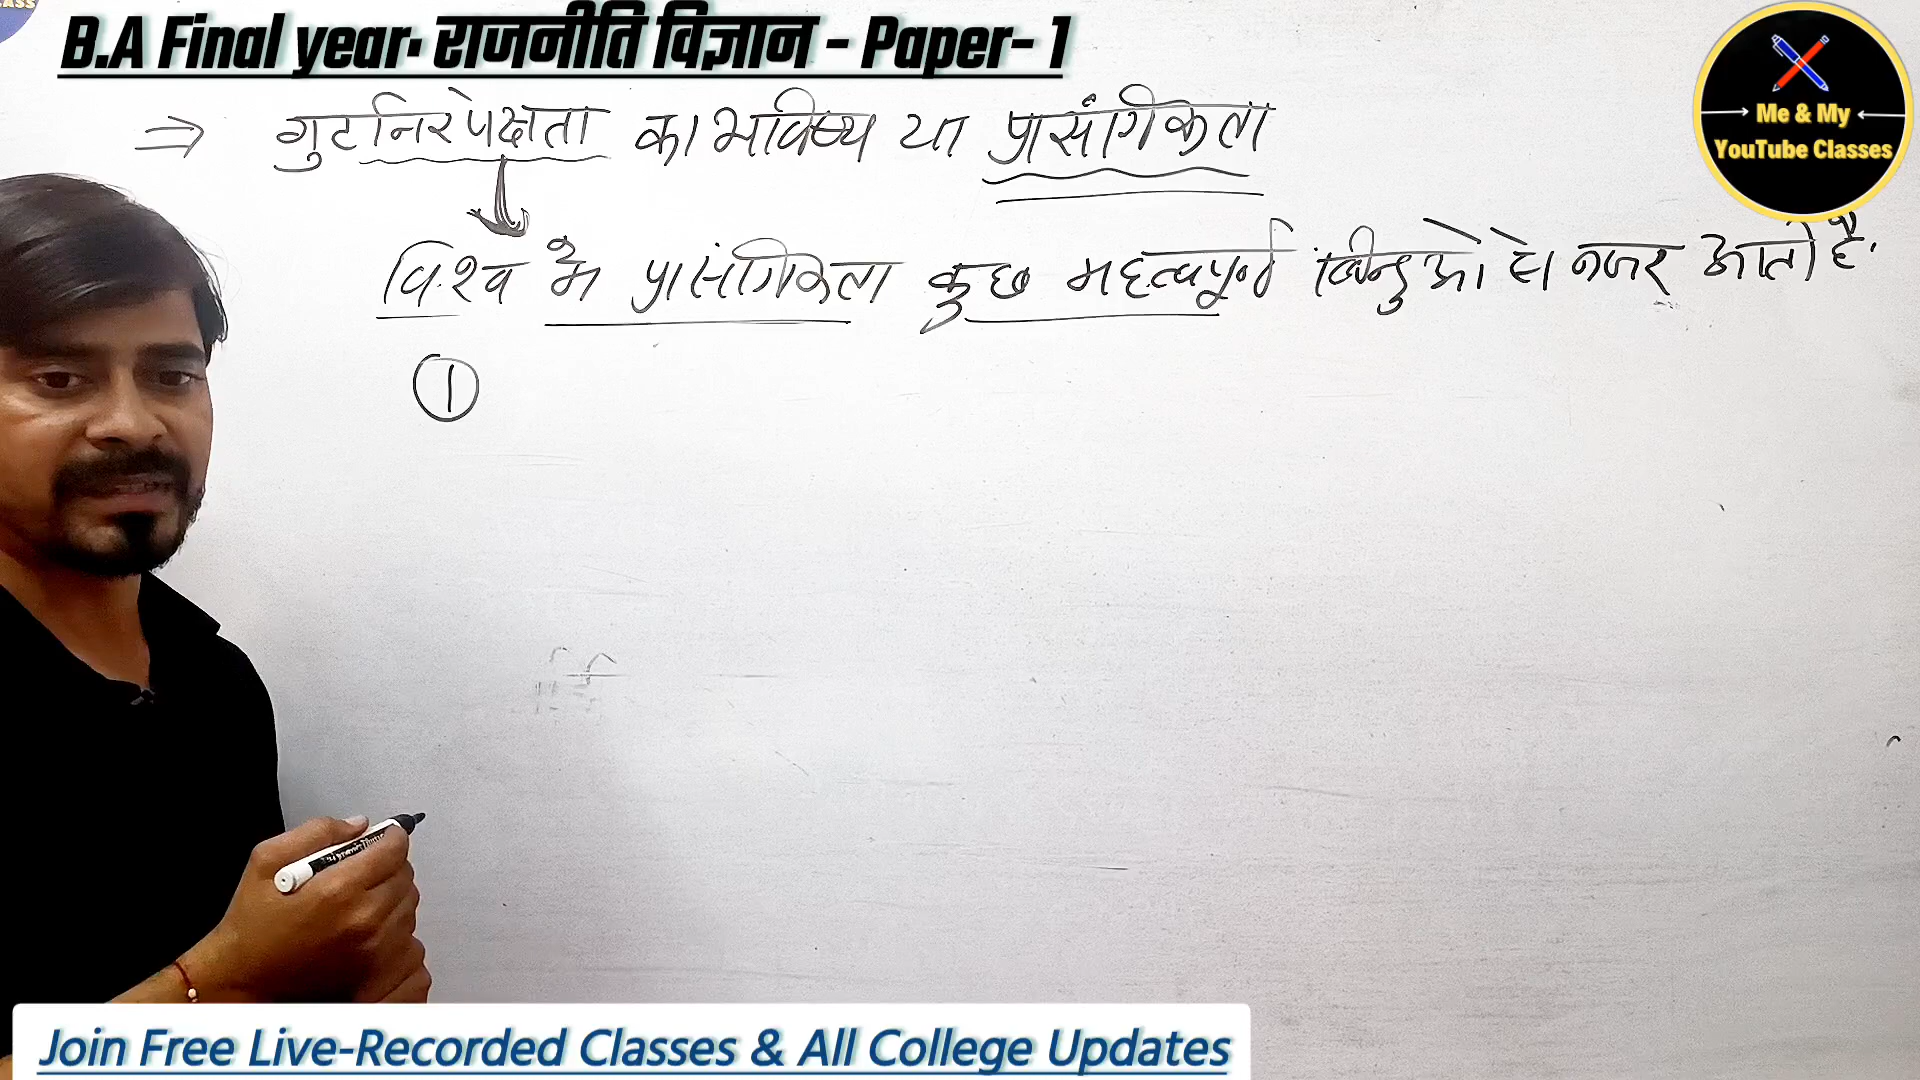 ASS
B.A Final year. राजनीति विज्ञान - Paper- 1
⇒ गुटनिरपेक्षता का भविष्य या प्रासंगिकता
विश्व में प्रासंगिकता कुछ महत्वपूर्ण बिन्दुओ से नजर आती है.
①
Me & My
YouTube Classes
Join Free Live-Recorded Classes & All College Updates